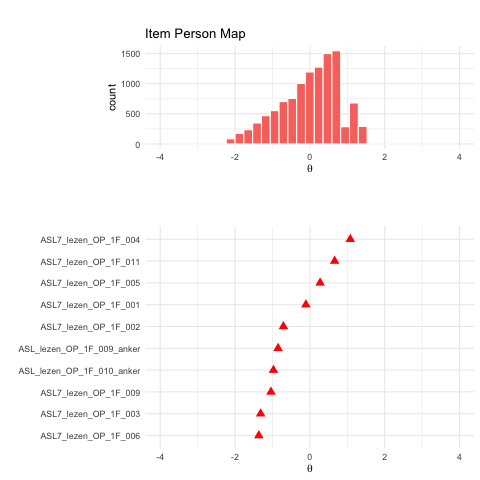 Item Person Map
count
1500
1000
500
0
-4 -2 0 2 4
θ
ASL7_lezen_OP_1F_004
ASL7_lezen_OP_1F_011
ASL7_lezen_OP_1F_005
ASL7_lezen_OP_1F_001
ASL7_lezen_OP_1F_002
ASL_lezen_OP_1F_009_anker
ASL_lezen_OP_1F_010_anker
ASL7_lezen_OP_1F_009
ASL7_lezen_OP_1F_003
ASL7_lezen_OP_1F_006
-4 -2 0 2 4
θ